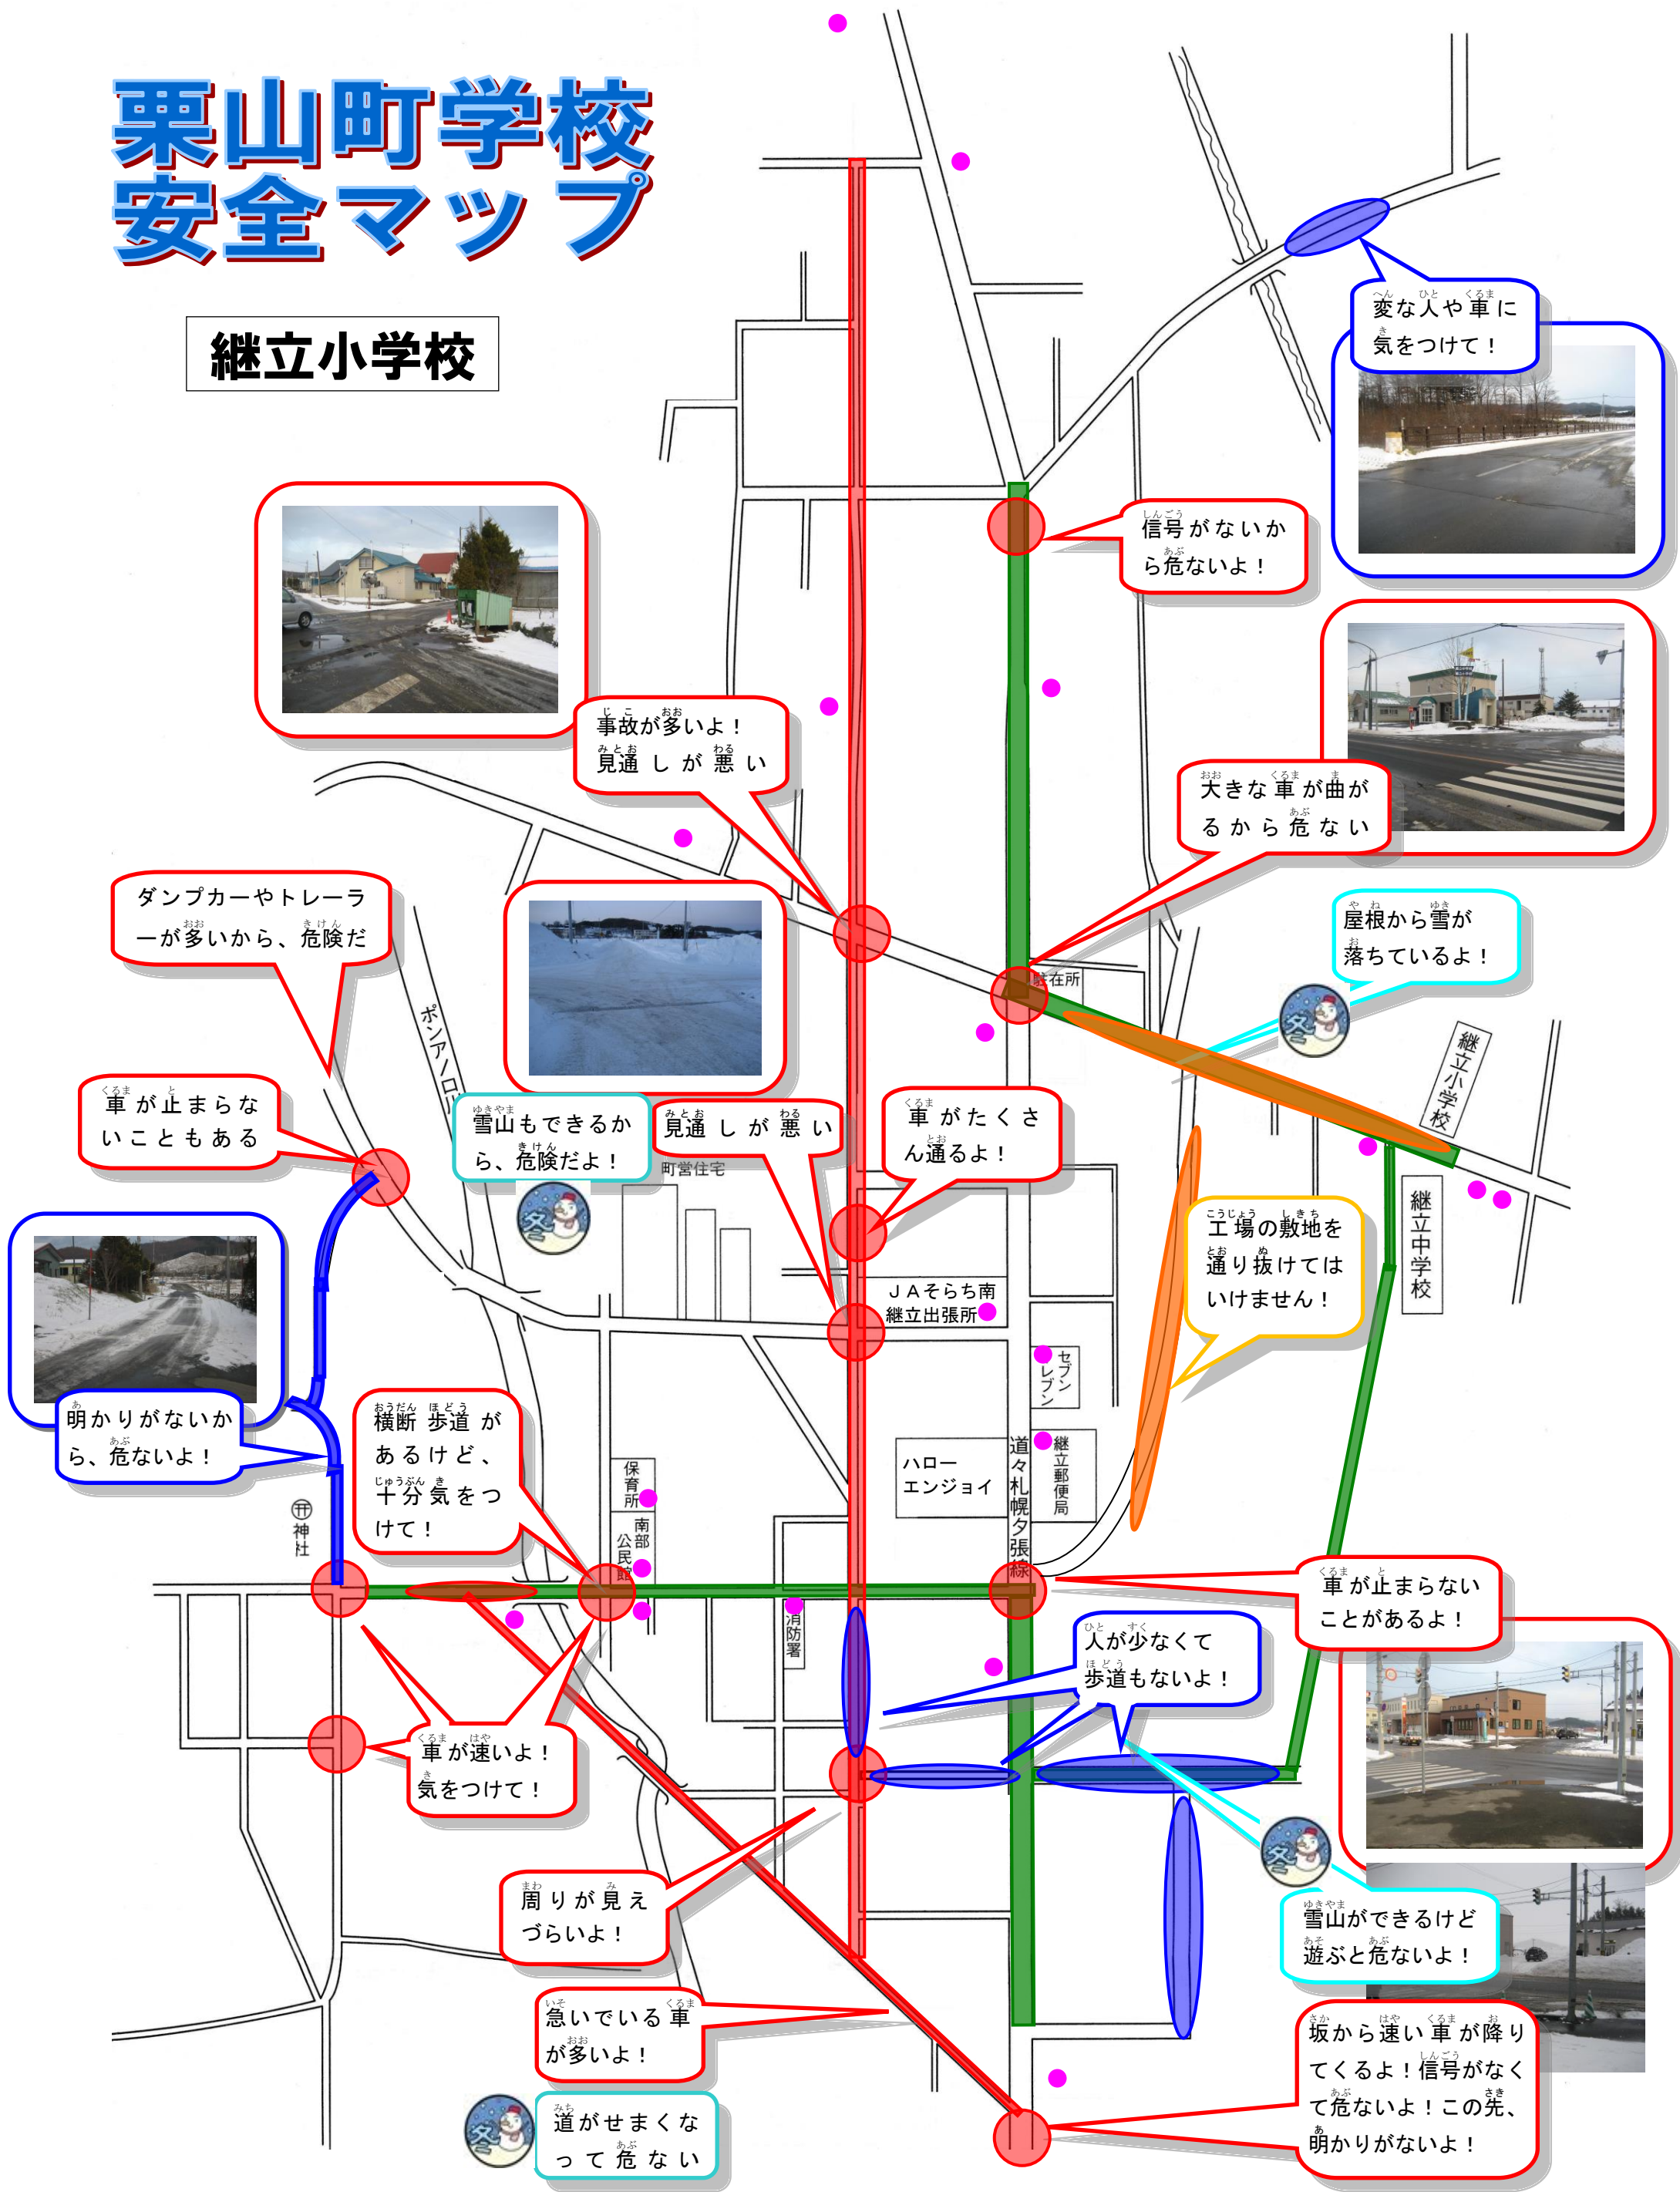 栗山町学校
安全マップ
継立小学校
変な人や車に
気をつけて！
信号がないか
ら危ないよ！
事故が多いよ！
見通しが悪い
大きな車が曲が
るから危ない
ダンプカーやトレーラ
ーが多いから、危険だ
屋根から雪が
落ちているよ！
駐在所
冬
継立小学校
車が止まらな
いこともある
雪山もできるか
ら、危険だよ！
見通しが悪い
車がたくさ
ん通るよ！
町営住宅
冬
継立中学校
工場の敷地を
通り抜けては
いけません！
JAそらち南
継立出張所
セブン
レブン
明かりがないか
ら、危ないよ！
横断歩道が
あるけど、
十分気をつ
けて！
保育所
南部
公民館
ハロー
エンジョイ
道々札幌夕張線
継立郵便局
神社
車が止まらない
ことがあるよ！
消防署
人が少なくて
歩道もないよ！
車が速いよ！
気をつけて！
冬
周りが見え
づらいよ！
雪山ができるけど
遊ぶと危ないよ！
急いでいる車
が多いよ！
坂から速い車が降り
てくるよ！信号がなく
て危ないよ！この先、
明かりがないよ！
冬
道がせまくな
って危ない